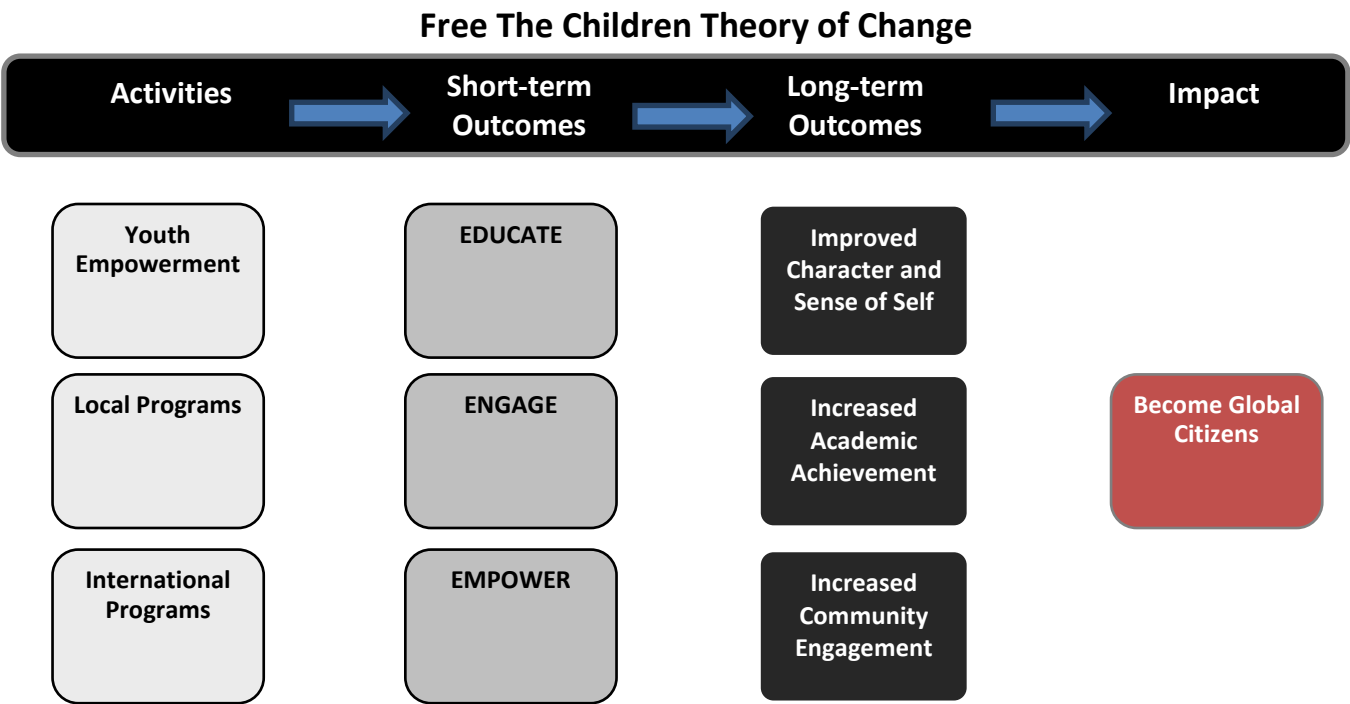 Free The Children Theory of Change
Activities
Short-term
Outcomes
Long-term
Outcomes
Impact
Youth
Empowerment
EDUCATE
Improved
Character and
Sense of Self
Local Programs
ENGAGE
Increased
Academic
Achievement
Become Global
Citizens
International
Programs
EMPOWER
Increased
Community
Engagement